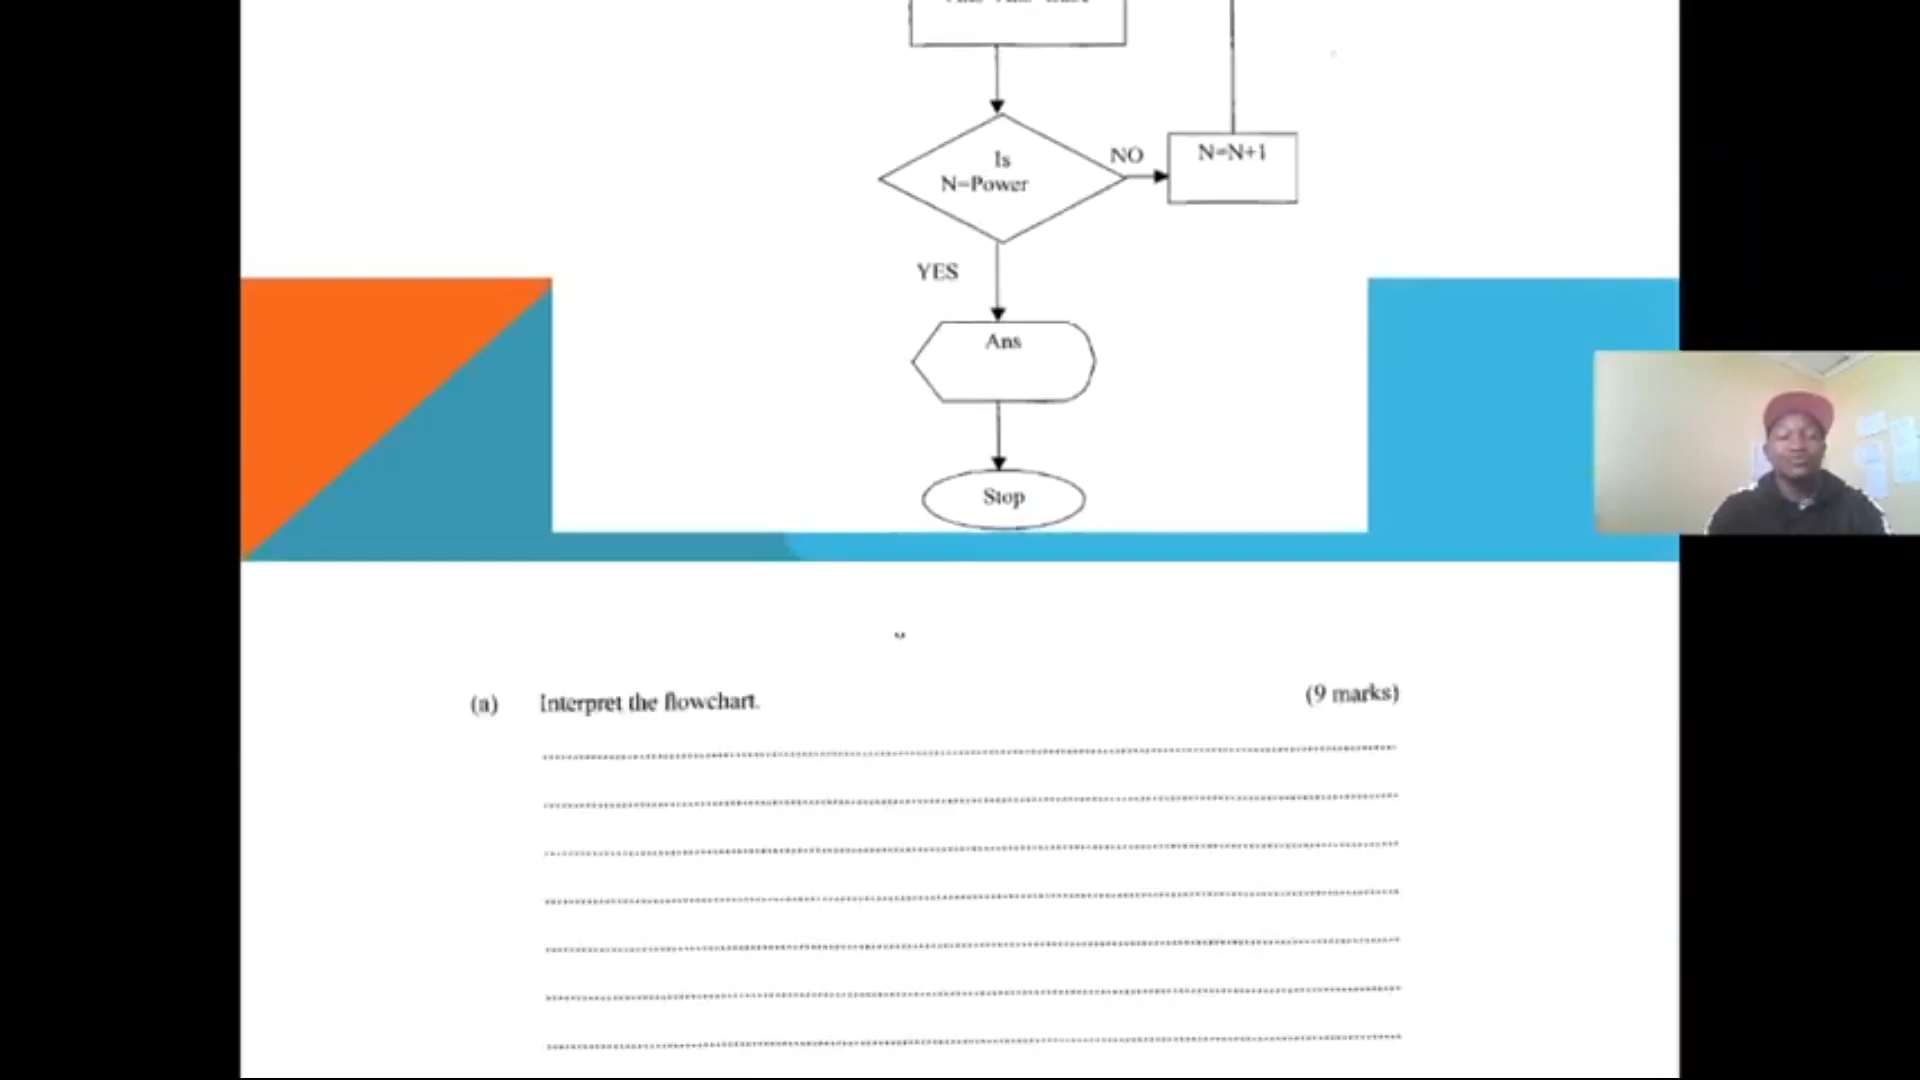 Is
N=Power
NO
N=N+1
YES
Ans
Stop
(a) Interpret the flowchart. (9 marks)